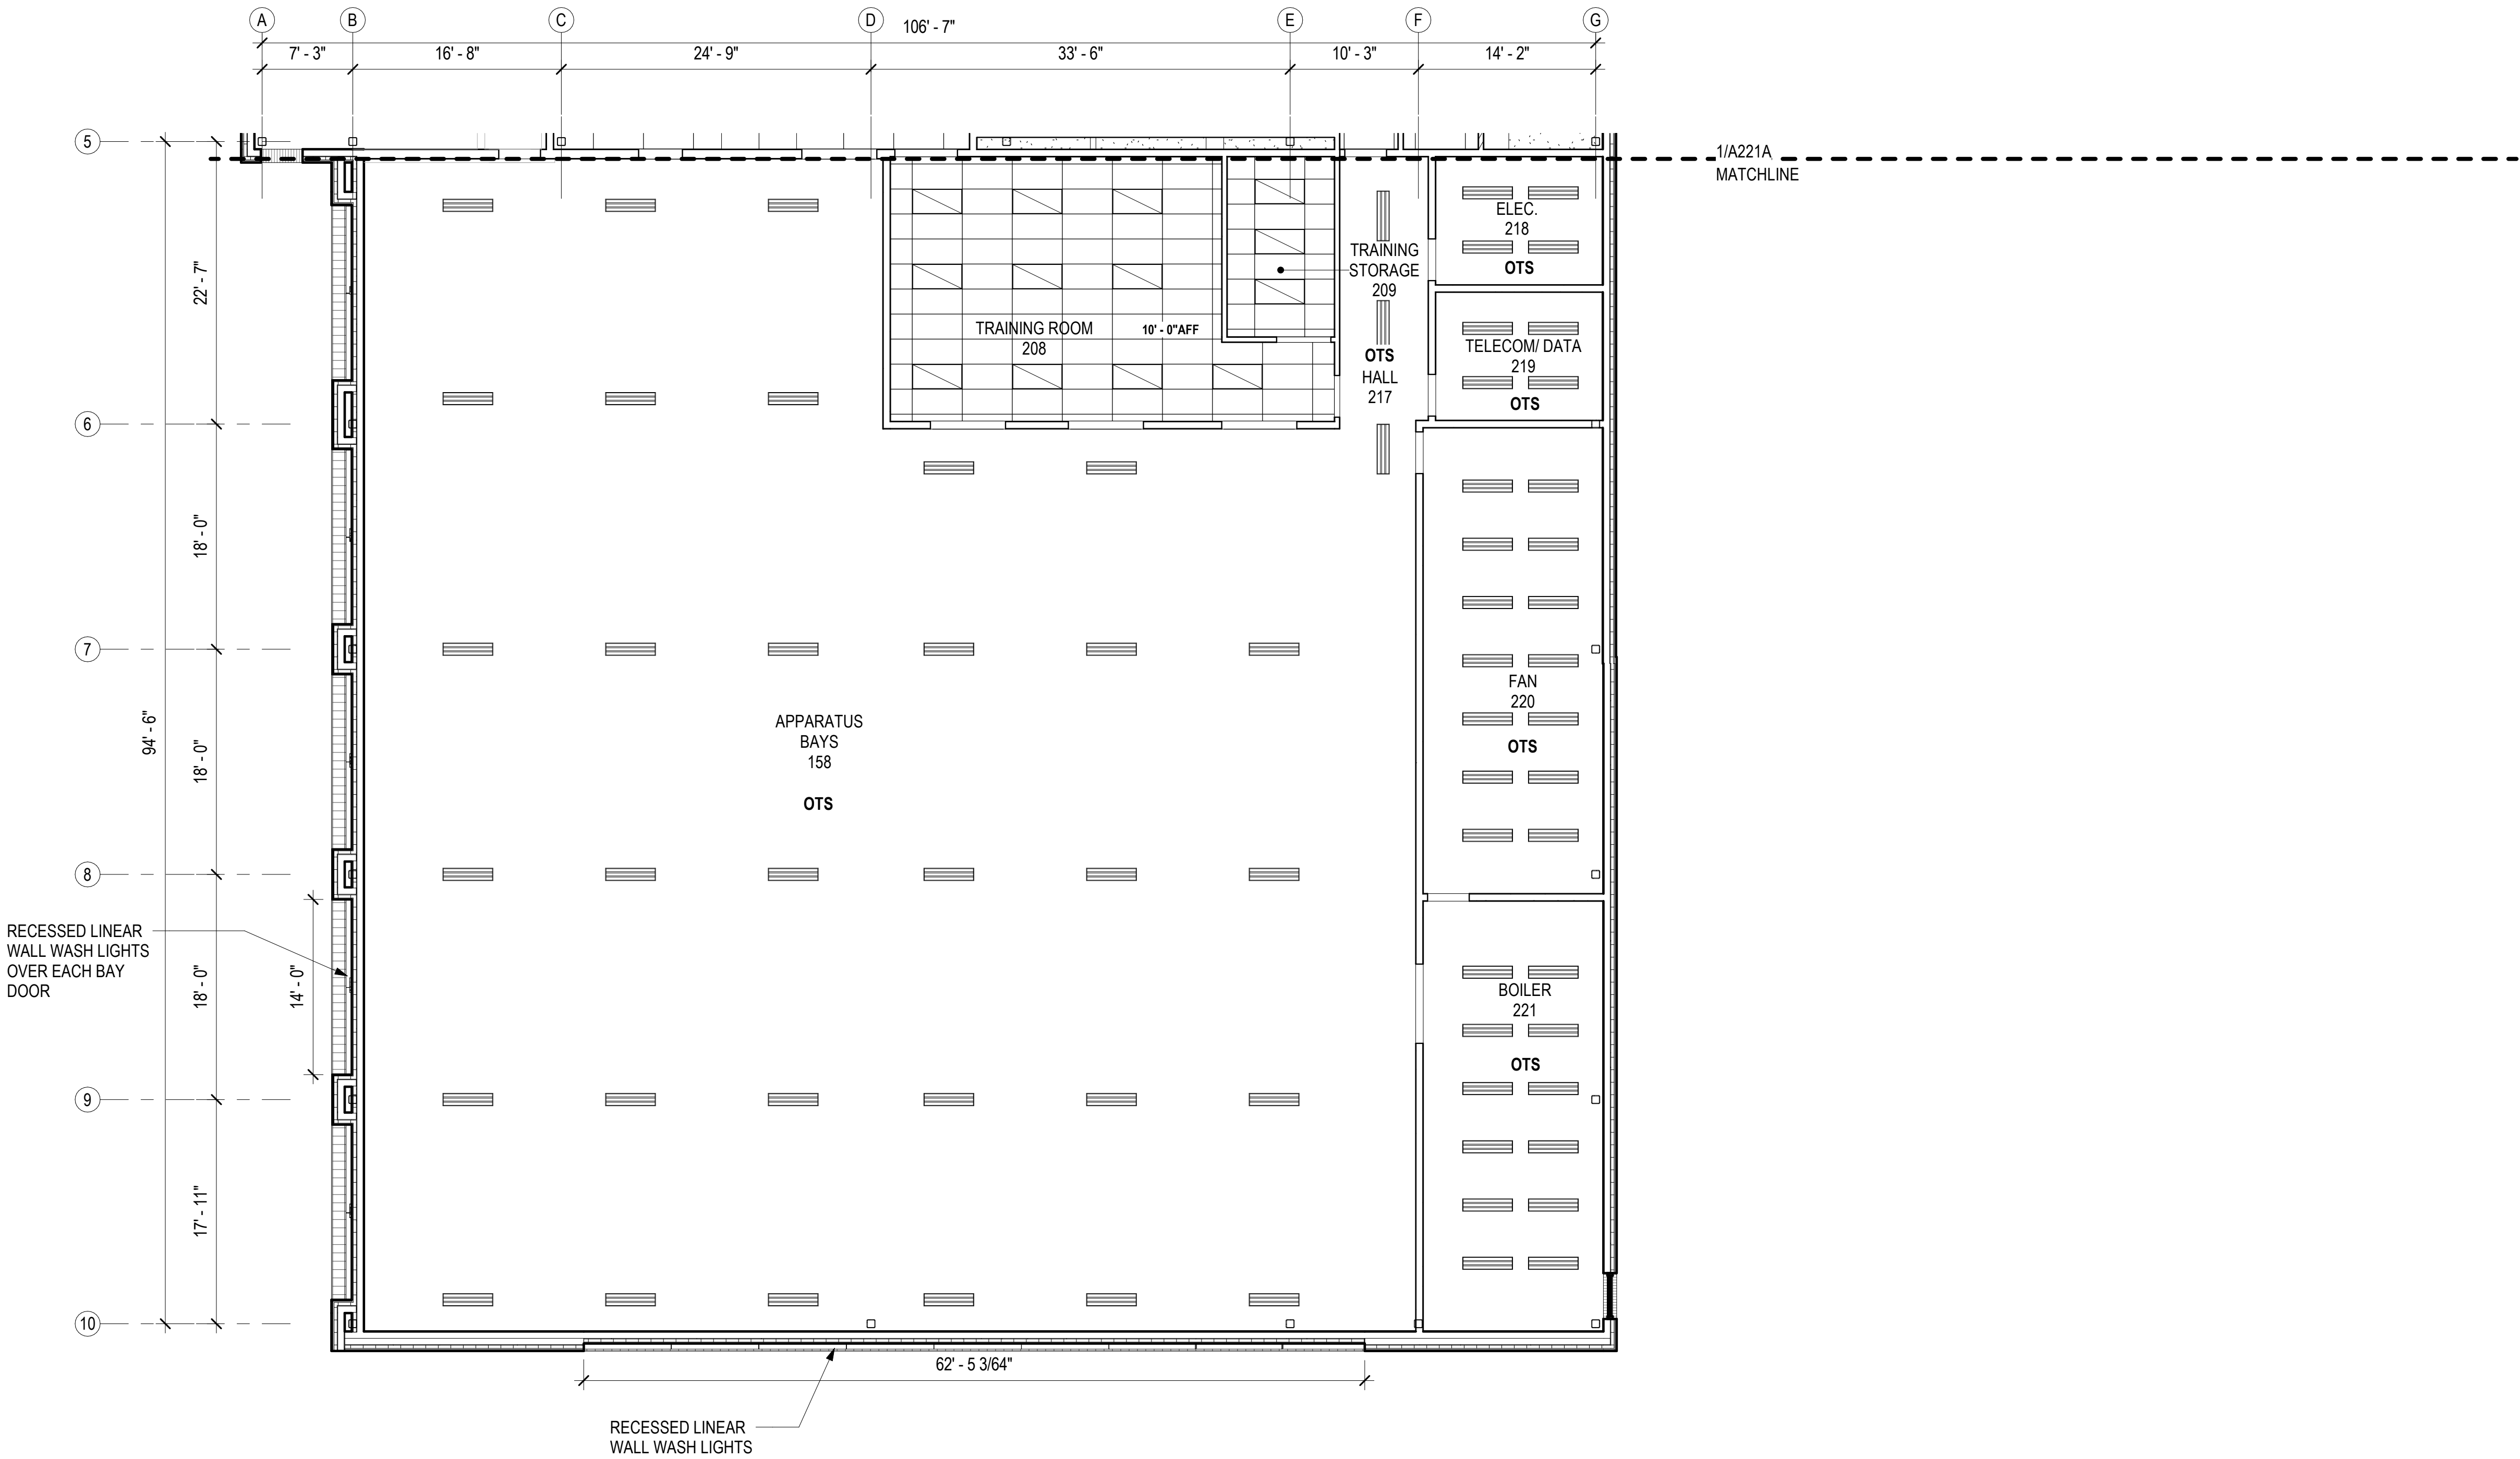 A B C D E F G
106' - 7"
7' - 3" 16' - 8" 24' - 9" 33' - 6" 10' - 3" 14' - 2"
5
1/A221A
MATCHLINE
ELEC.
218
OTS
TRAINING
STORAGE
209
22' - 7"
TRAINING ROOM
208
10' - 0"AFF
OTS
HALL
217
TELECOM/ DATA
219
OTS
6
18' - 0"
7
FAN
220
OTS
94' - 6"
18' - 0"
APPARATUS
BAYS
158
OTS
8
RECESSED LINEAR
WALL WASH LIGHTS
OVER EACH BAY
DOOR
18' - 0"
14' - 0"
BOILER
221
OTS
9
17' - 11"
10
62' - 5 3/64"
RECESSED LINEAR
WALL WASH LIGHTS